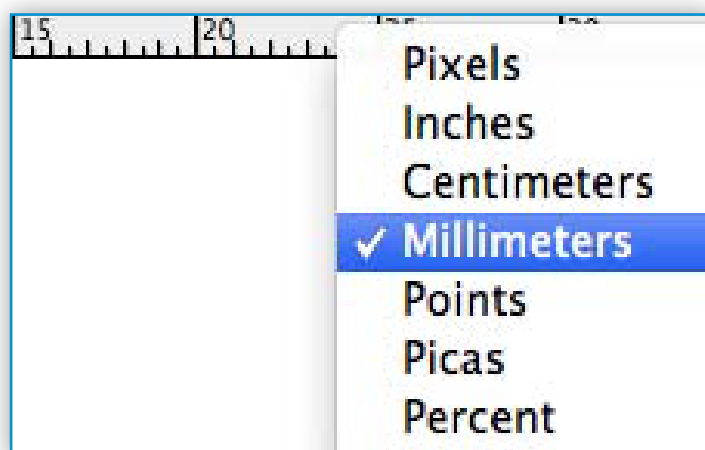 15 20
Pixels
Inches
Centimeters
✓ Millimeters
Points
Picas
Percent